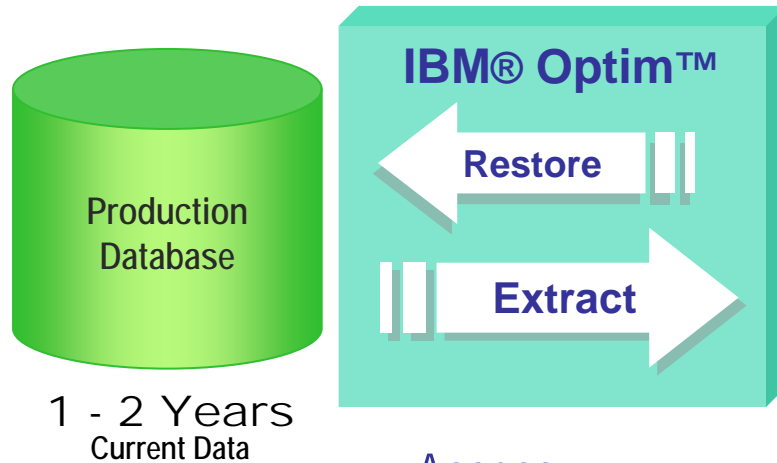 IBM® Optim™
Restore
Production
Database
Extract
1 - 2 Years
Current Data